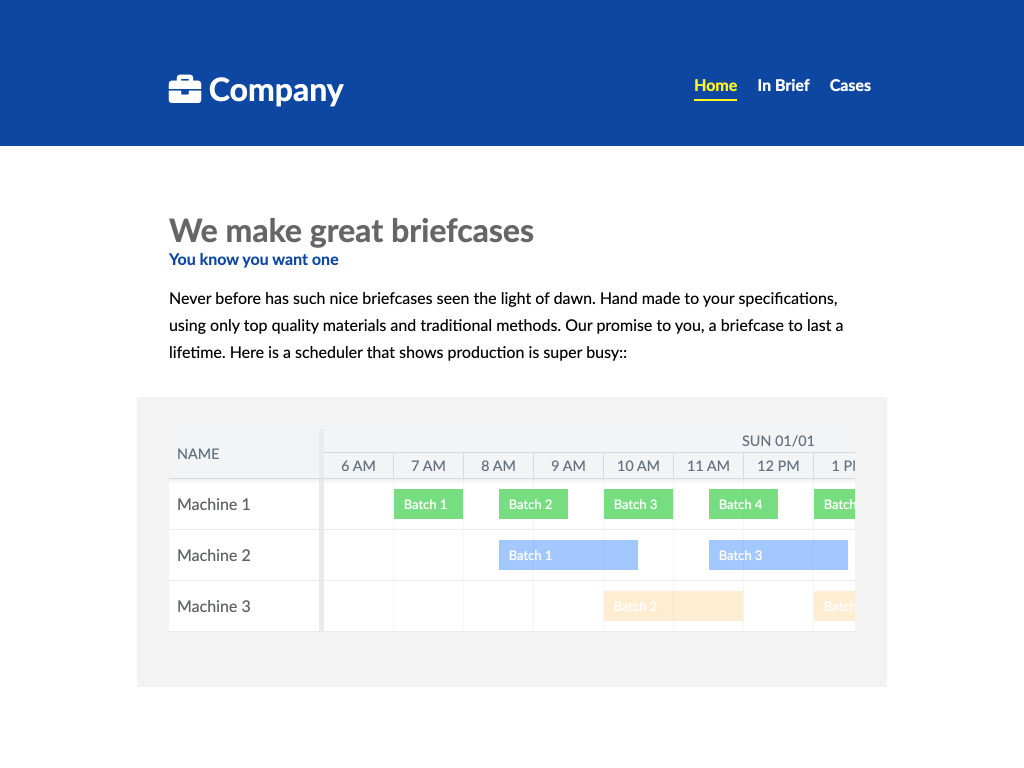 Company
Home In Brief Cases
We make great briefcases
You know you want one
Never before has such nice briefcases seen the light of dawn. Hand made to your specifications,
using only top quality materials and traditional methods. Our promise to you, a briefcase to last a
lifetime. Here is a scheduler that shows production is super busy::
NAME
SUN 01/01
6 AM 7 AM 8 AM 9 AM 10 AM 11 AM 12 PM 1 P
Machine 1 Batch 1 Batch 2 Batch 3 Batch 4 Batch
Machine 2 Batch 1 Batch 3
Machine 3 Batch 2 Batch